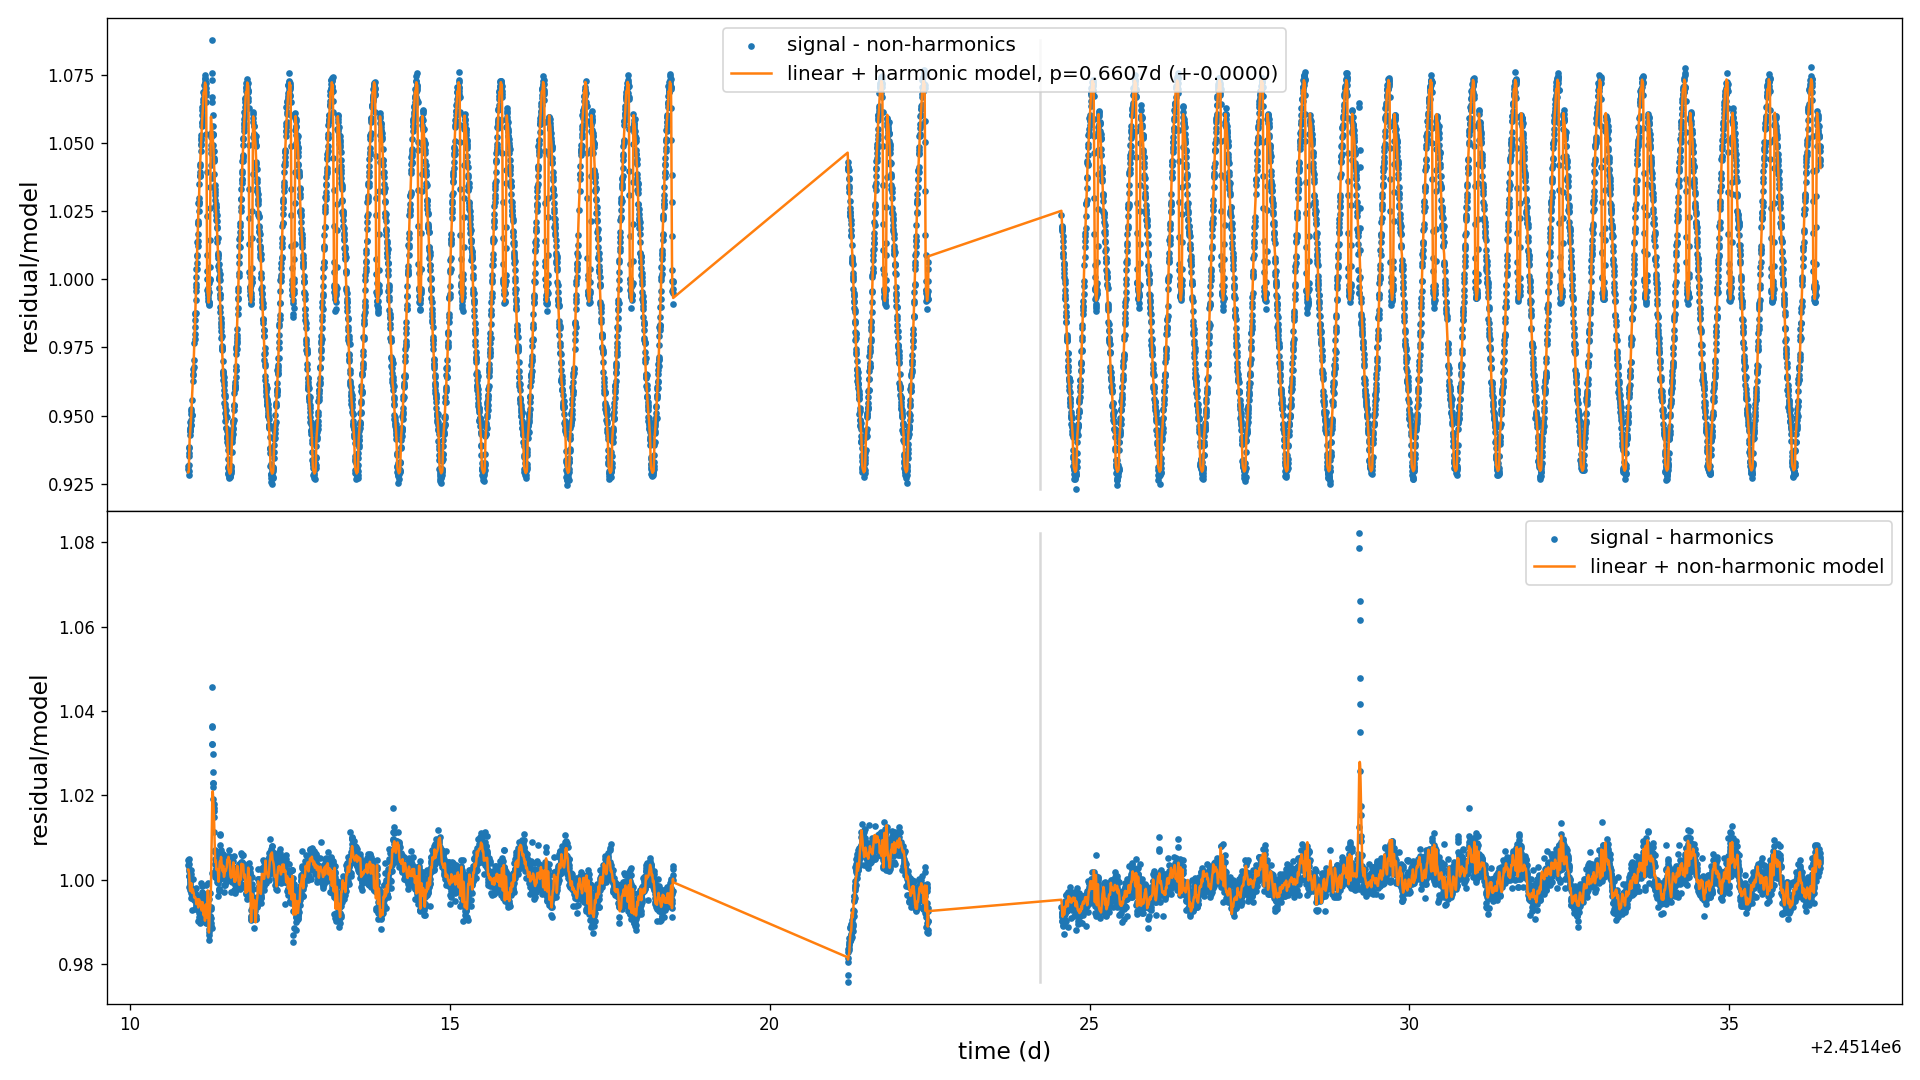 signal - non-harmonics
linear + harmonic model, p=0.6607d (+-0.0000)
residual/model
1.075
1.050
1.025
1.000
0.975
0.950
0.925
signal - harmonics
linear + non-harmonic model
residual/model
1.08
1.06
1.04
1.02
1.00
0.98
10 15 20 25 30 35
time (d)
+2.4514e6